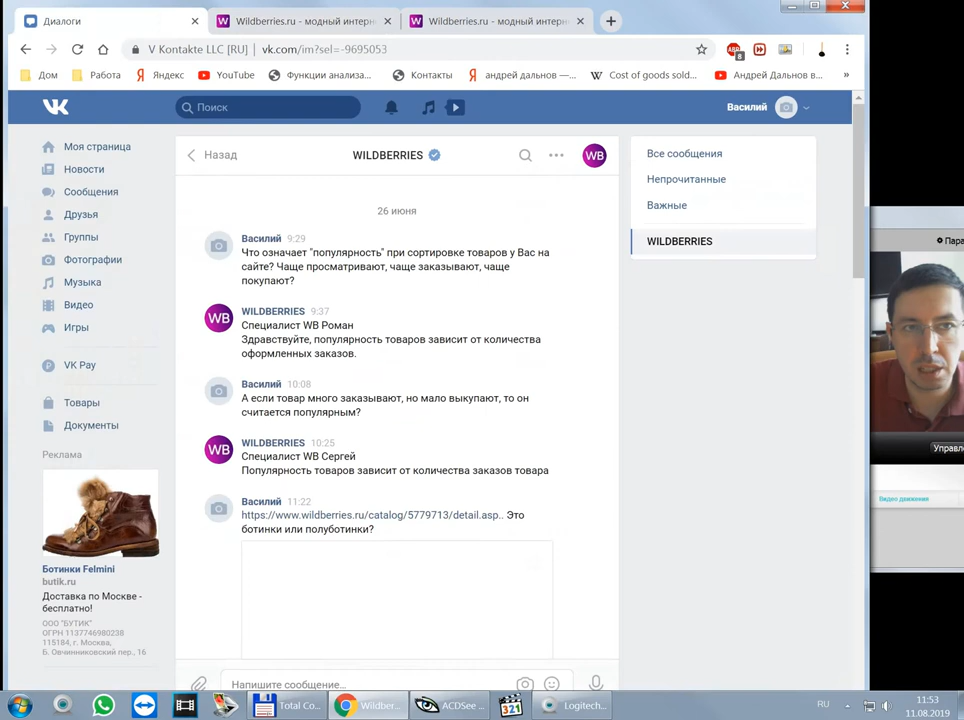 Диалоги
Wildberries.ru - модный интерн
Wildberries.ru - модный интерн
V Kontakte LLC [RU] | vk.com/im?sel=-9695053
ABP
8
Дом
Работа
Яндекс
YouTube
Функции анализа...
Контакты
андрей дальнов —...
Cost of goods sold...
Андрей Дальнов в...
»
Поиск
Василий
Моя страница
Новости
Сообщения
Друзья
Группы
Фотографии
Музыка
Видео
Игры
VK Pay
Товары
Документы
Реклама
Ботинки Felmini
butik.ru
Доставка по Москве -
бесплатно!
ООО "БУТИК"
ОГРН 1137746980238
115184, г. Москва,
Б. Овчинниковский пер., 16
Назад
WILDBERRIES
WB
26 июня
Василий 9:29
Что означает "популярность" при сортировке товаров у Вас на
сайте? Чаще просматривают, чаще заказывают, чаще
покупают?
WB
WILDBERRIES 9:37
Специалист WB Роман
Здравствуйте, популярность товаров зависит от количества
оформленных заказов.
Василий 10:08
А если товар много заказывают, но мало выкупают, то он
считается популярным?
WB
WILDBERRIES 10:25
Специалист WB Сергей
Популярность товаров зависит от количества заказов товара
Василий 11:22
https://www.wildberries.ru/catalog/5779713/detail.asp.. Это
ботинки или полуботинки?
Напишите сообщение...
Все сообщения
Непрочитанные
Важные
WILDBERRIES
Пара
Управл
Видео движения
Total Co...
Wildber...
ACDSee ...
321
Logitech...
RU
11:53
11.08.2019